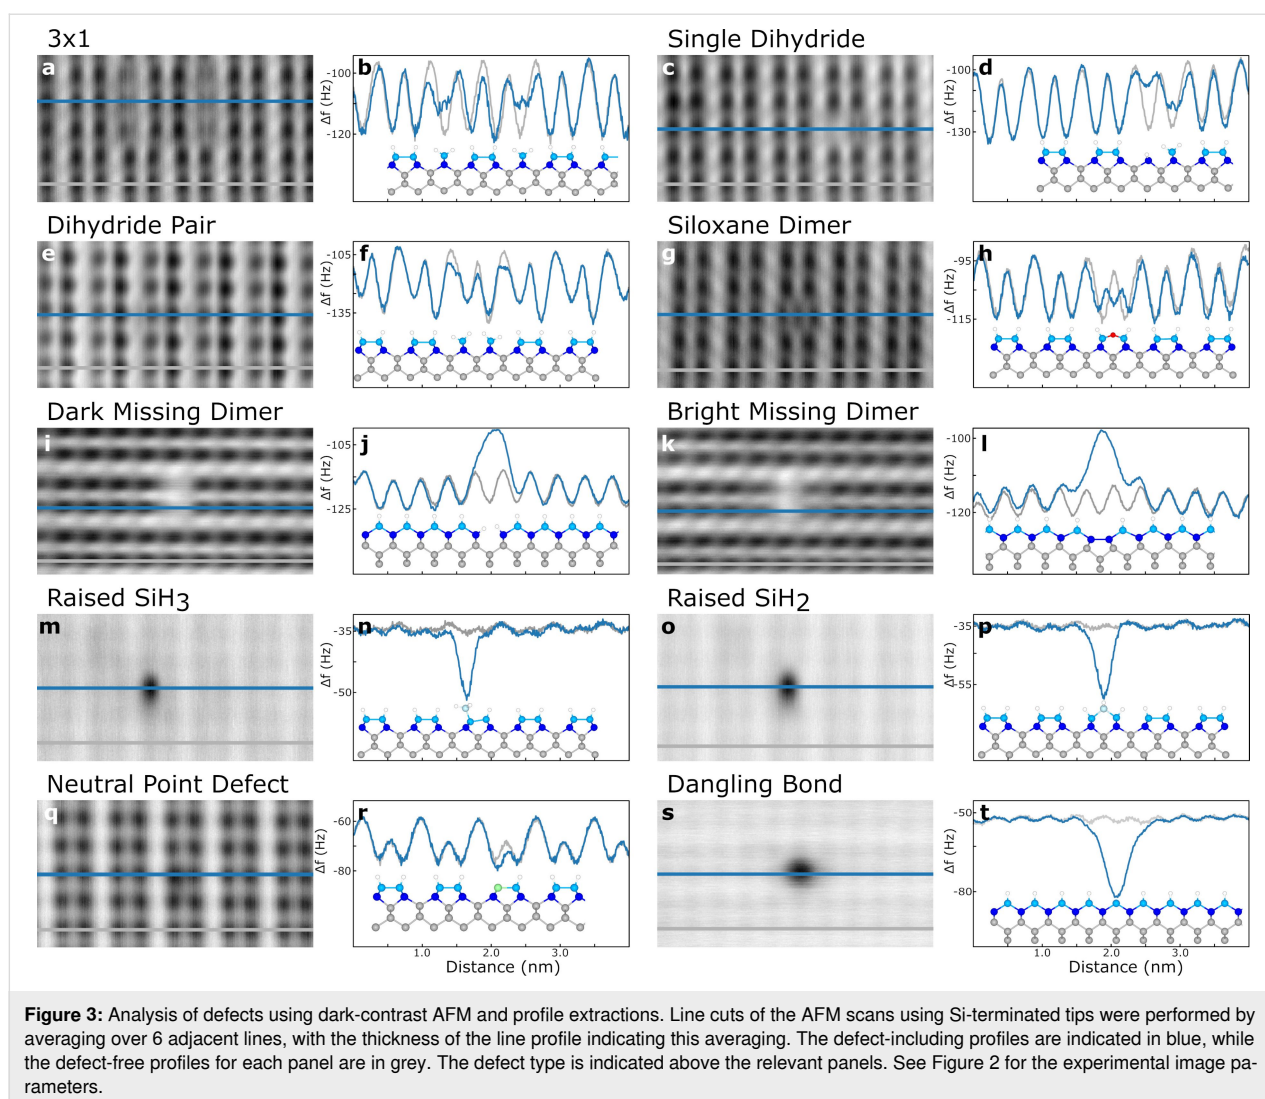 3x1
Single Dihydride
a
b
-100
-120
Δf (Hz)
c
d
-100
-130
Δf (Hz)
Dihydride Pair
Siloxane Dimer
e
f
-105
-135
Δf (Hz)
g
h
-95
-115
Δf (Hz)
Dark Missing Dimer
Bright Missing Dimer
i
j
-105
-125
Δf (Hz)
k
l
-100
-120
Δf (Hz)
Raised SiH3
Raised SiH2
m
n
-35
-50
Δf (Hz)
o
p
-35
-55
Δf (Hz)
Neutral Point Defect
Dangling Bond
q
r
-60
-80
Δf (Hz)
s
t
-50
-80
Δf (Hz)
1.0 2.0 3.0
Distance (nm)
1.0 2.0 3.0
Distance (nm)
Figure 3: Analysis of defects using dark-contrast AFM and profile extractions. Line cuts of the AFM scans using Si-terminated tips were performed by
averaging over 6 adjacent lines, with the thickness of the line profile indicating this averaging. The defect-including profiles are indicated in blue, while
the defect-free profiles for each panel are in grey. The defect type is indicated above the relevant panels. See Figure 2 for the experimental image pa-
rameters.